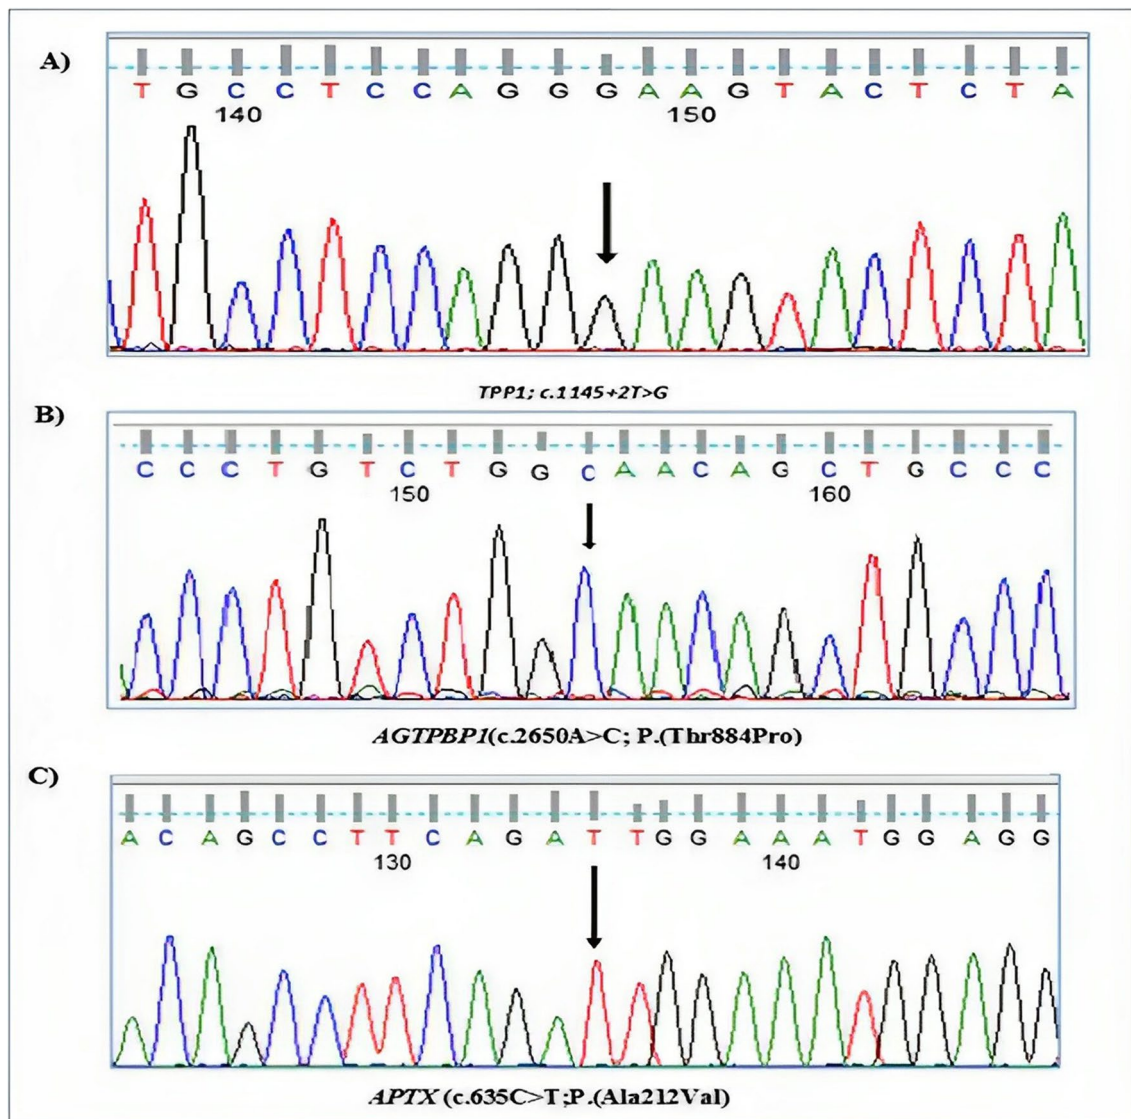 A)
T G C C T C C A G G G A A G T A C T C T A
140 150
TPP1; c.1145+2T>G
B)
C C C T G T C T G G C A A C A G C T G C C C
150 160
AGTPBP1(c.2650A>C; P.(Thr884Pro)
C)
A C A G C C T T C A G A T T G G A A A T G G A G G
130 140
APTX (c.635C>T;P.(Ala212Val)